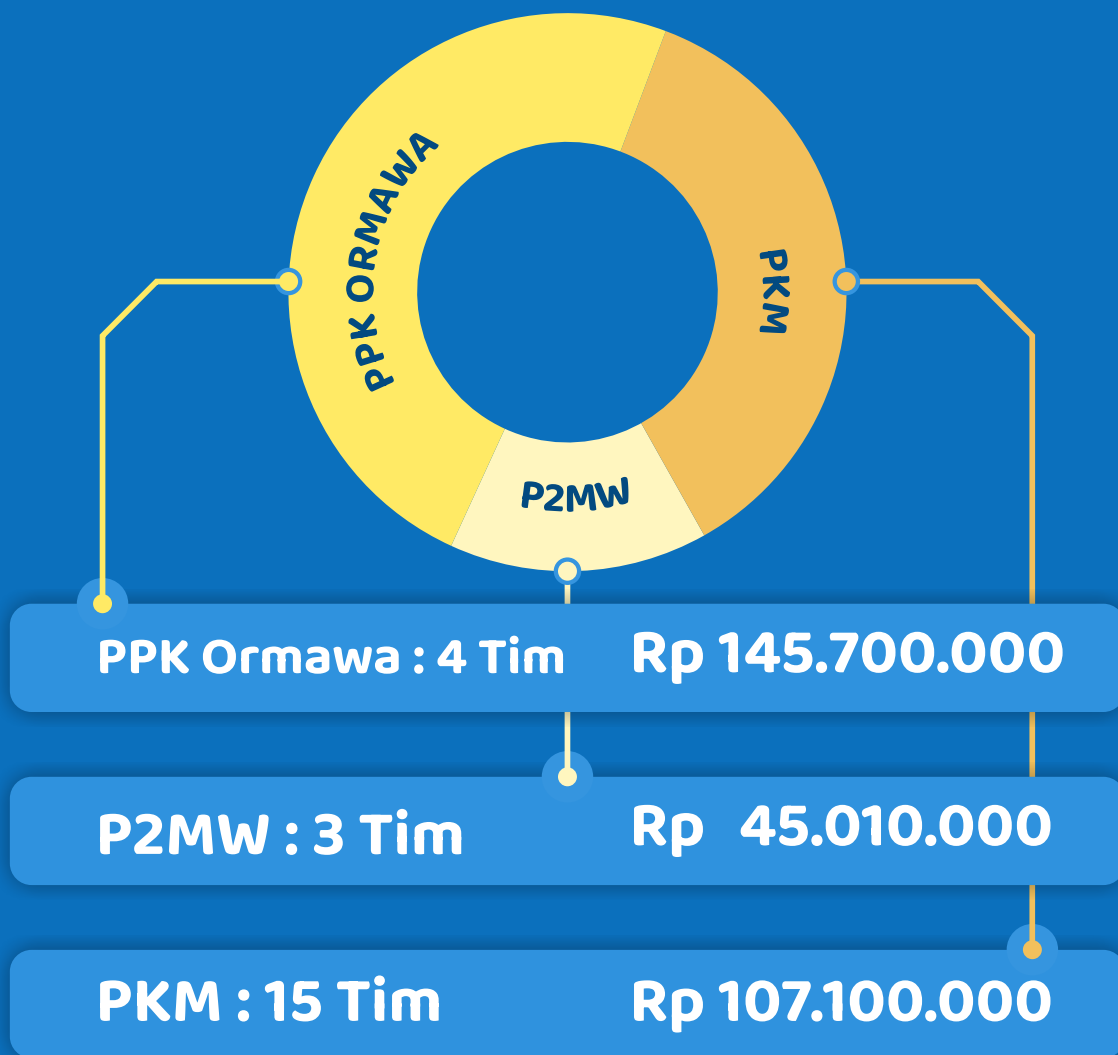 PPK ORMAWA
PKM
P2MW
PPK Ormawa : 4 Tim Rp 145.700.000
P2MW : 3 Tim Rp 45.010.000
PKM : 15 Tim Rp 107.100.000